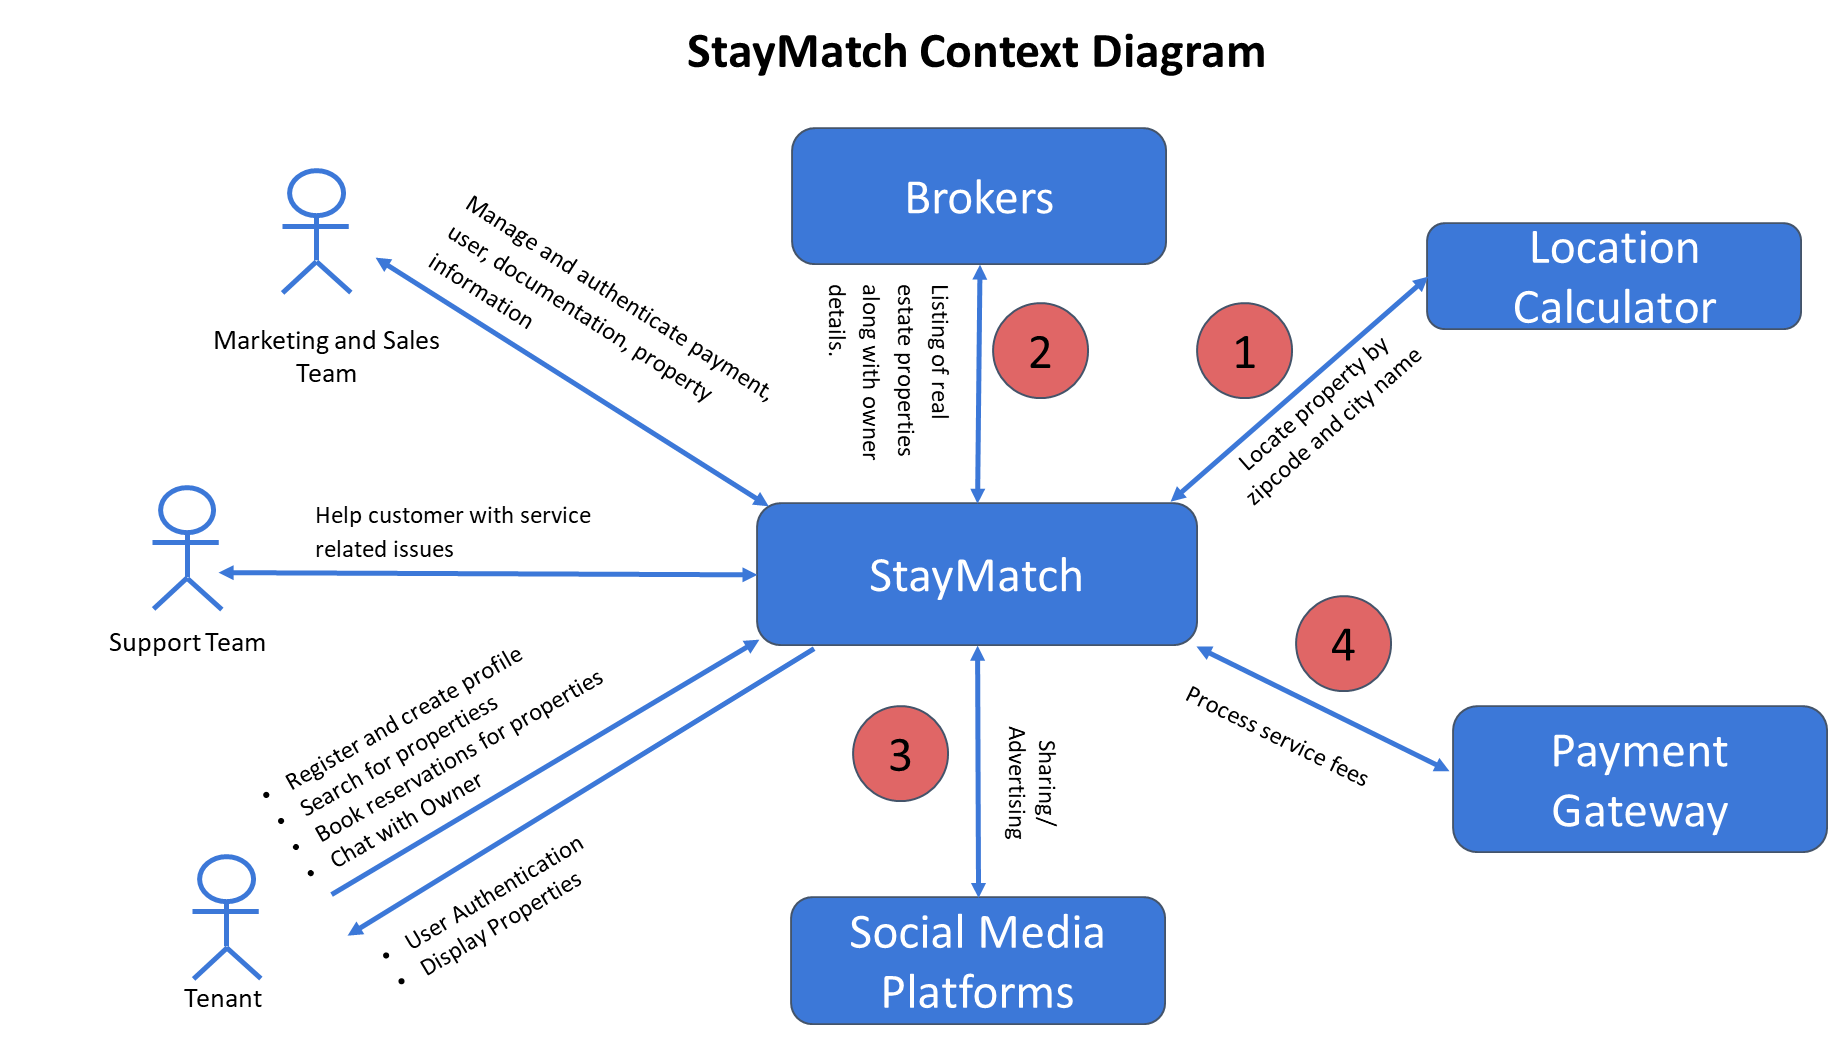 StayMatch Context Diagram
Brokers
Location
Calculator
Manage and authenticate payment,
user, documentation, property
information
Marketing and Sales
Team
Listing of real
estate properties
along with owner
details.
2
1
Locate property by
zipcode and city name
Help customer with service
related issues
Support Team
StayMatch
4
Process service fees
Payment
Gateway
3
Sharing/
Advertising
• Register and create profile
• Search for propertiess
• Book reservations for properties
• Chat with Owner
• User Authentication
• Display Properties
Tenant
Social Media
Platforms